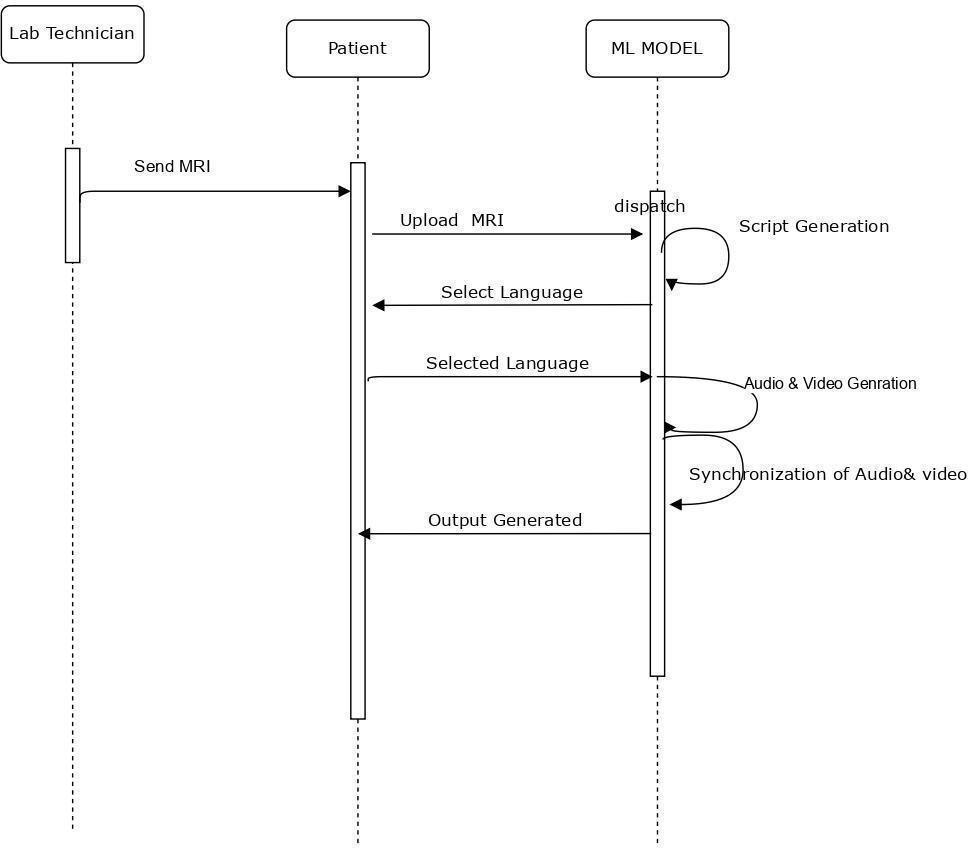 Lab Technician
Patient
ML MODEL
Send MRI
dispatch
Upload MRI
Script Generation
Select Language
Selected Language
Audio & Video Genration
Synchronization of Audio& video
Output Generated